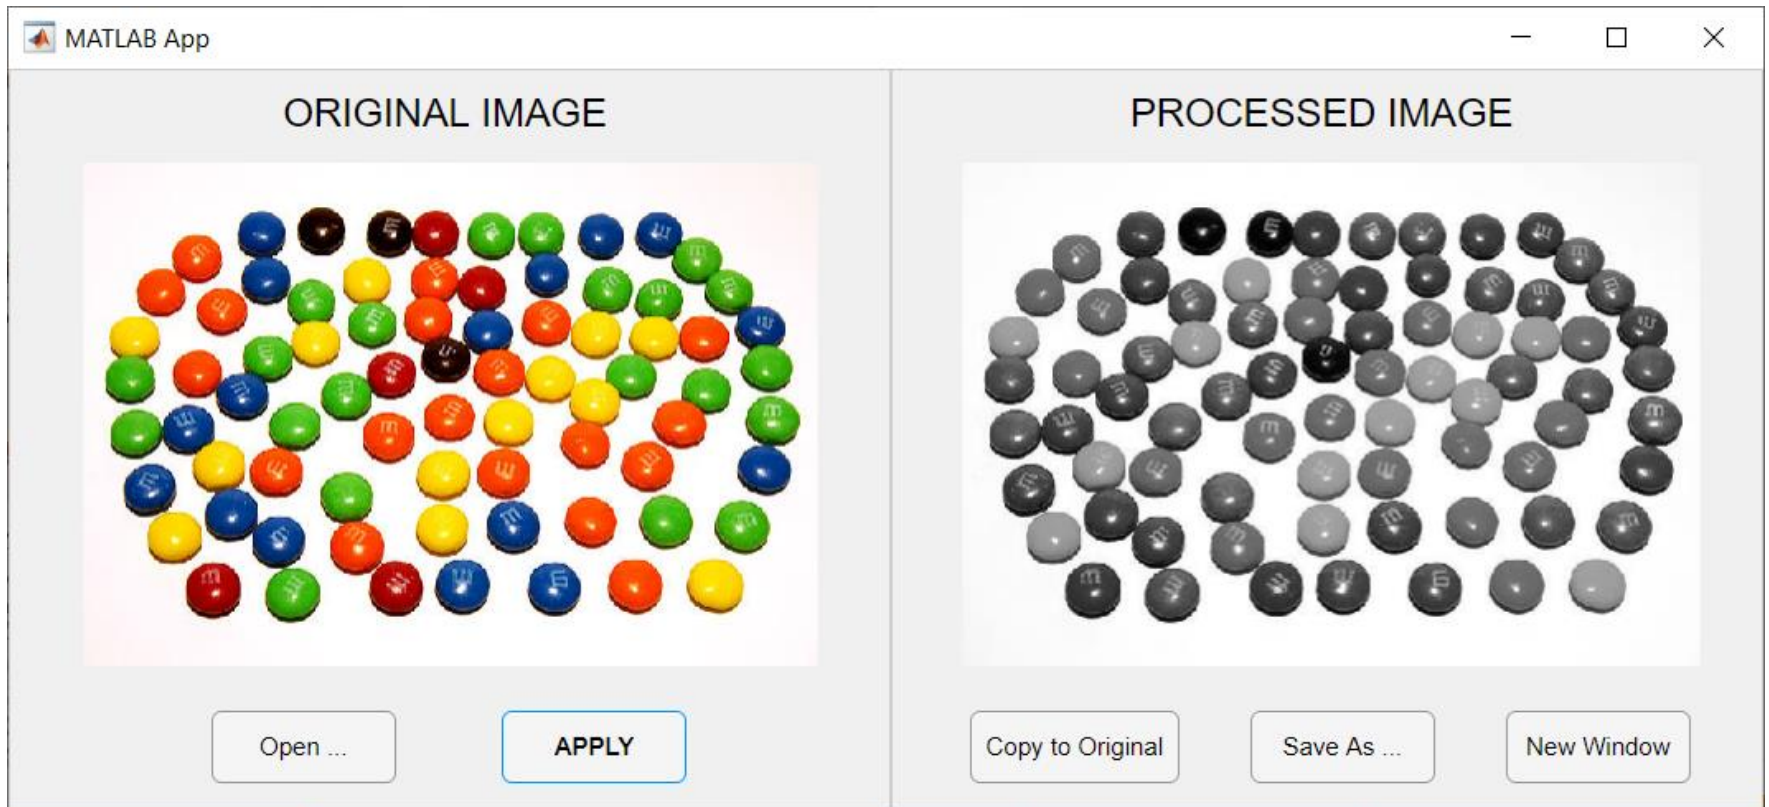 MATLAB App
ORIGINAL IMAGE
PROCESSED IMAGE
Open ...
APPLY
Copy to Original
Save As ...
New Window